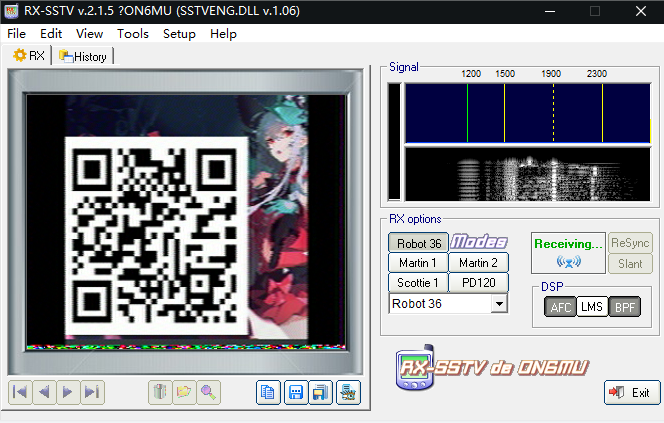 RX-SSTV v.2.1.5 ?ON6MU (SSTVENG.DLL v.1.06)
File Edit View Tools Setup Help
RX History
Signal
1200 1500 1900 2300
RX options
Robot 36 Modes
Martin 1 Martin 2
Scottie 1 PD120
Robot 36
Receiving...
ReSync
Slant
DSP
AFC LMS BPF
RX-SSTV de ON6MU
Exit